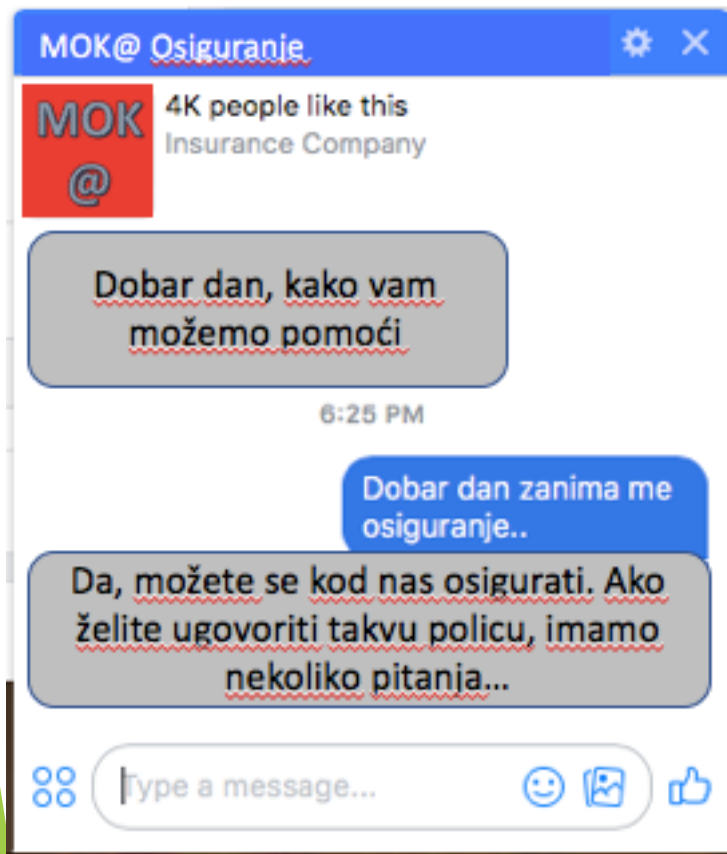 MOK@ Osiguranje
MOK
@
4K people like this
Insurance Company
Dobar dan, kako vam
možemo pomoći
6:25 PM
Dobar dan zanima me
osiguranje..
Da, možete se kod nas osigurati. Ako
želite ugovoriti takvu policu, imamo
nekoliko pitanja...
Type a message...